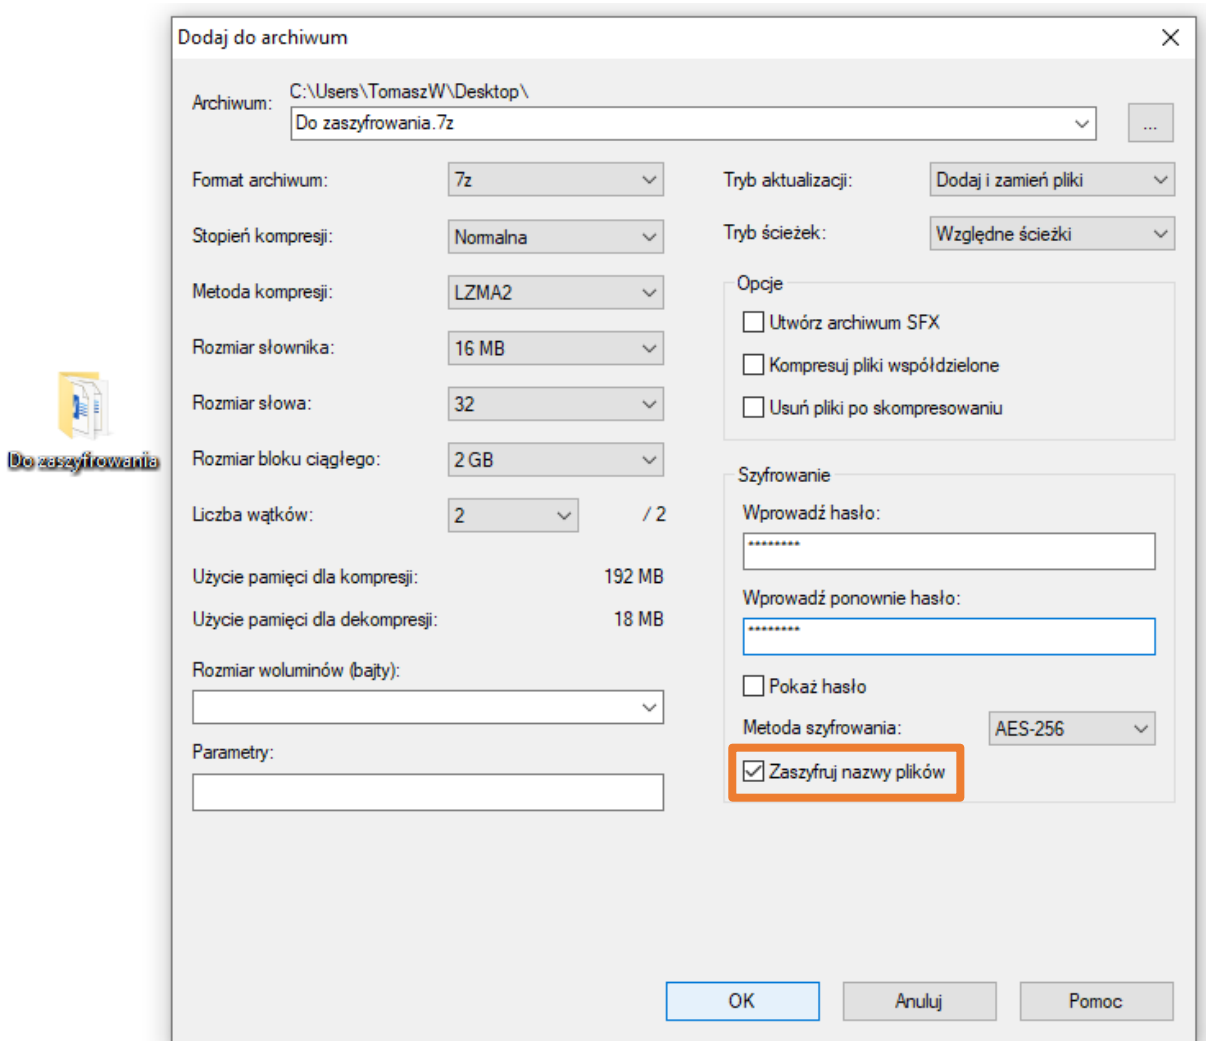 Dodaj do archiwum
Archiwum:
C:\Users\TomaszW\Desktop\
Do zaszyfrowania.7z
...
Format archiwum:
7z
Stopień kompresji:
Normalna
Metoda kompresji:
LZMA2
Rozmiar słownika:
16 MB
Rozmiar słowa:
32
Rozmiar bloku ciągłego:
2 GB
Liczba wątków:
2
/ 2
Użycie pamięci dla kompresji:
192 MB
Użycie pamięci dla dekompresji:
18 MB
Rozmiar woluminów (bajty):
Parametry:
Tryb aktualizacji:
Dodaj i zamień pliki
Tryb ścieżek:
Względne ścieżki
Opcje
Utwórz archiwum SFX
Kompresuj pliki współdzielone
Usuń pliki po skompresowaniu
Szyfrowanie
Wprowadź hasło:
********
Wprowadź ponownie hasło:
********
Pokaż hasło
Metoda szyfrowania:
AES-256
Zaszyfruj nazwy plików
OK
Anuluj
Pomoc
Do zaszyfrowania